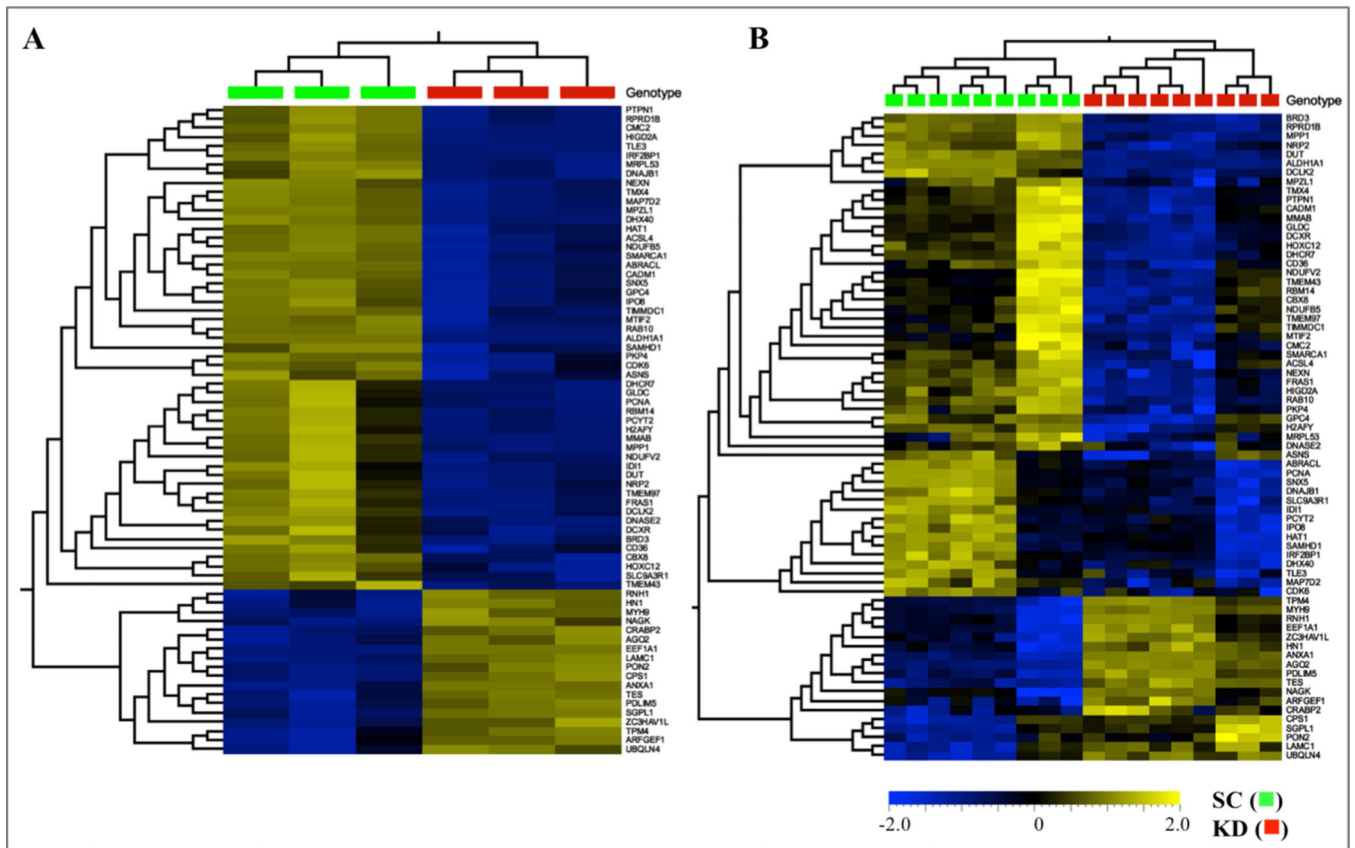 A
Genotype
PTPN1
RPRD1B
CMC2
HIGD2A
TLE3
IRF2BP1
MRPL53
DNAJB1
NEXN
TMX4
MAP7D2
MPZL1
DHX40
HAT1
ACSL4
NDUFB5
SMARCA1
ABRACL
CADM1
SNX5
GPC4
IPO8
TIMMDC1
MTIF2
RAB10
ALDH1A1
SAMHD1
PKP4
CDK6
ASNS
DHCR7
GLDC
PCNA
RBM14
PCYT2
H2AFY
MMAB
MPP1
NDUFV2
IDI1
DUT
NRP2
TMEM97
FRAS1
DCLK2
DNASE2
DCXR
BRD3
CD36
CBX8
HOXC12
SLC9A3R1
TMEM43
RNH1
HN1
MYH9
NAGK
CRABP2
AGO2
EEF1A1
LAMC1
PON2
CPS1
ANXA1
TES
PDLIM5
SGPL1
ZC3HAV1L
TPM4
ARFGEF1
UBQLN4
B
Genotype
BRD3
RPRD1B
MPP1
NRP2
DUT
ALDH1A1
DCLK2
MPZL1
TMX4
PTPN1
CADM1
MMAB
GLDC
DCXR
HOXC12
DHCR7
CD36
NDUFV2
TMEM43
RBM14
CBX8
NDUFB5
TMEM97
TIMMDC1
MTIF2
CMC2
SMARCA1
ACSL4
NEXN
FRAS1
HIGD2A
RAB10
PKP4
GPC4
H2AFY
MRPL53
DNASE2
ASNS
ABRACL
PCNA
SNX5
DNAJB1
SLC9A3R1
IDI1
PCYT2
IPO8
HAT1
SAMHD1
IRF2BP1
DHX40
TLE3
MAP7D2
CDK6
TPM4
MYH9
RNH1
EEF1A1
ZC3HAV1L
HN1
ANXA1
AGO2
PDLIM5
TES
NAGK
ARFGEF1
CRABP2
CPS1
SGPL1
PON2
LAMC1
UBQLN4
-2.0 0 2.0
SC ( )
KD ( )